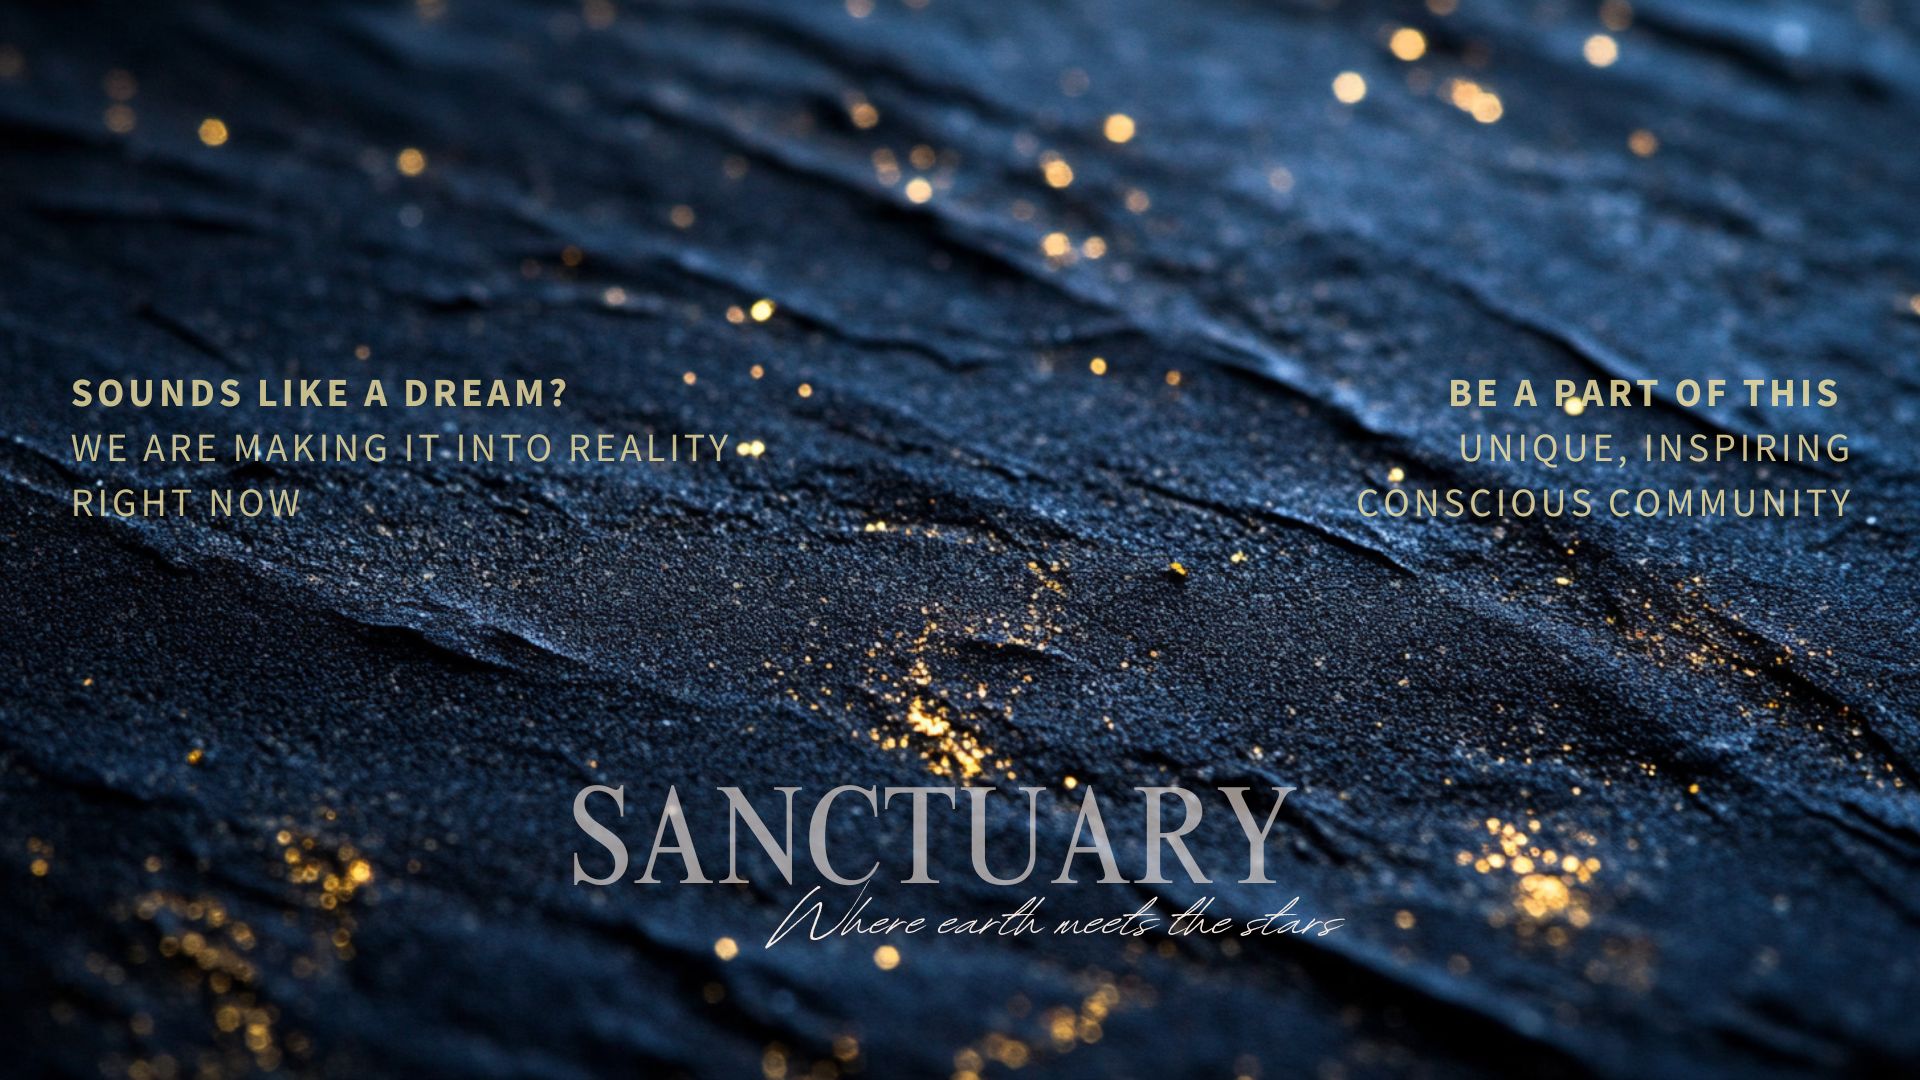 SOUNDS LIKE A DREAM?
WE ARE MAKING IT INTO REALITY
RIGHT NOW
BE A PART OF THIS
UNIQUE, INSPIRING
CONSCIOUS COMMUNITY
SANCTUARY
Where earth meets the stars